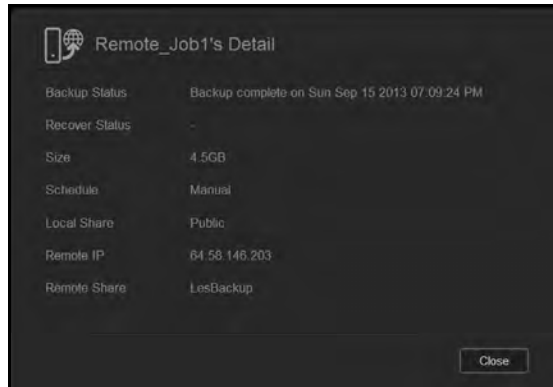 Remote_Job1's Detail
Backup Status Backup complete on Sun Sep 15 2013 07:09:24 PM
Recover Status -
Size 4.5GB
Schedule Manual
Local Share Public
Remote IP 64.58.146.203
Remote Share LesBackup
Close